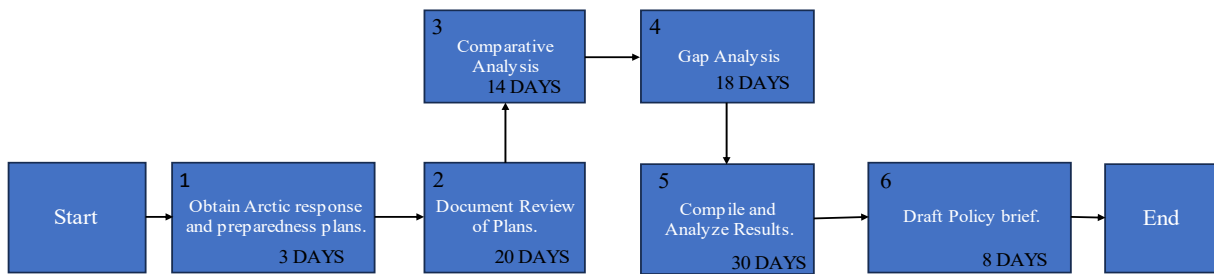 Start
1
Obtain Arctic response
and preparedness plans.
3 DAYS
2
Document Review
of Plans.
20 DAYS
3
Comparative
Analysis
14 DAYS
4
Gap Analysis
18 DAYS
5
Compile and
Analyze Results.
30 DAYS
6
Draft Policy brief.
8 DAYS
End